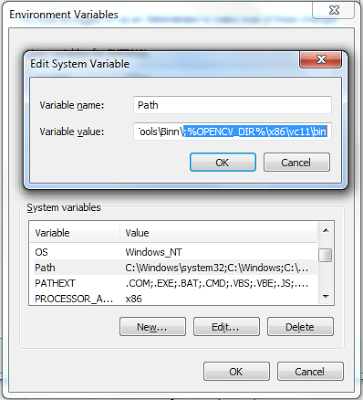 Environment Variables
Edit System Variable
Variable name:
Path
Variable value:
ools\Binn\;%OPENCV_DIR%\x86\vc11\bin
OK
Cancel
System variables
Variable Value
OS Windows_NT
Path C:\Windows\system32;C:\Windows;C:\...
PATHEXT .COM;.EXE;.BAT;.CMD;.VBS;.VBE;.JS;....
PROCESSOR_A... x86
New...
Edit...
Delete
OK
Cancel